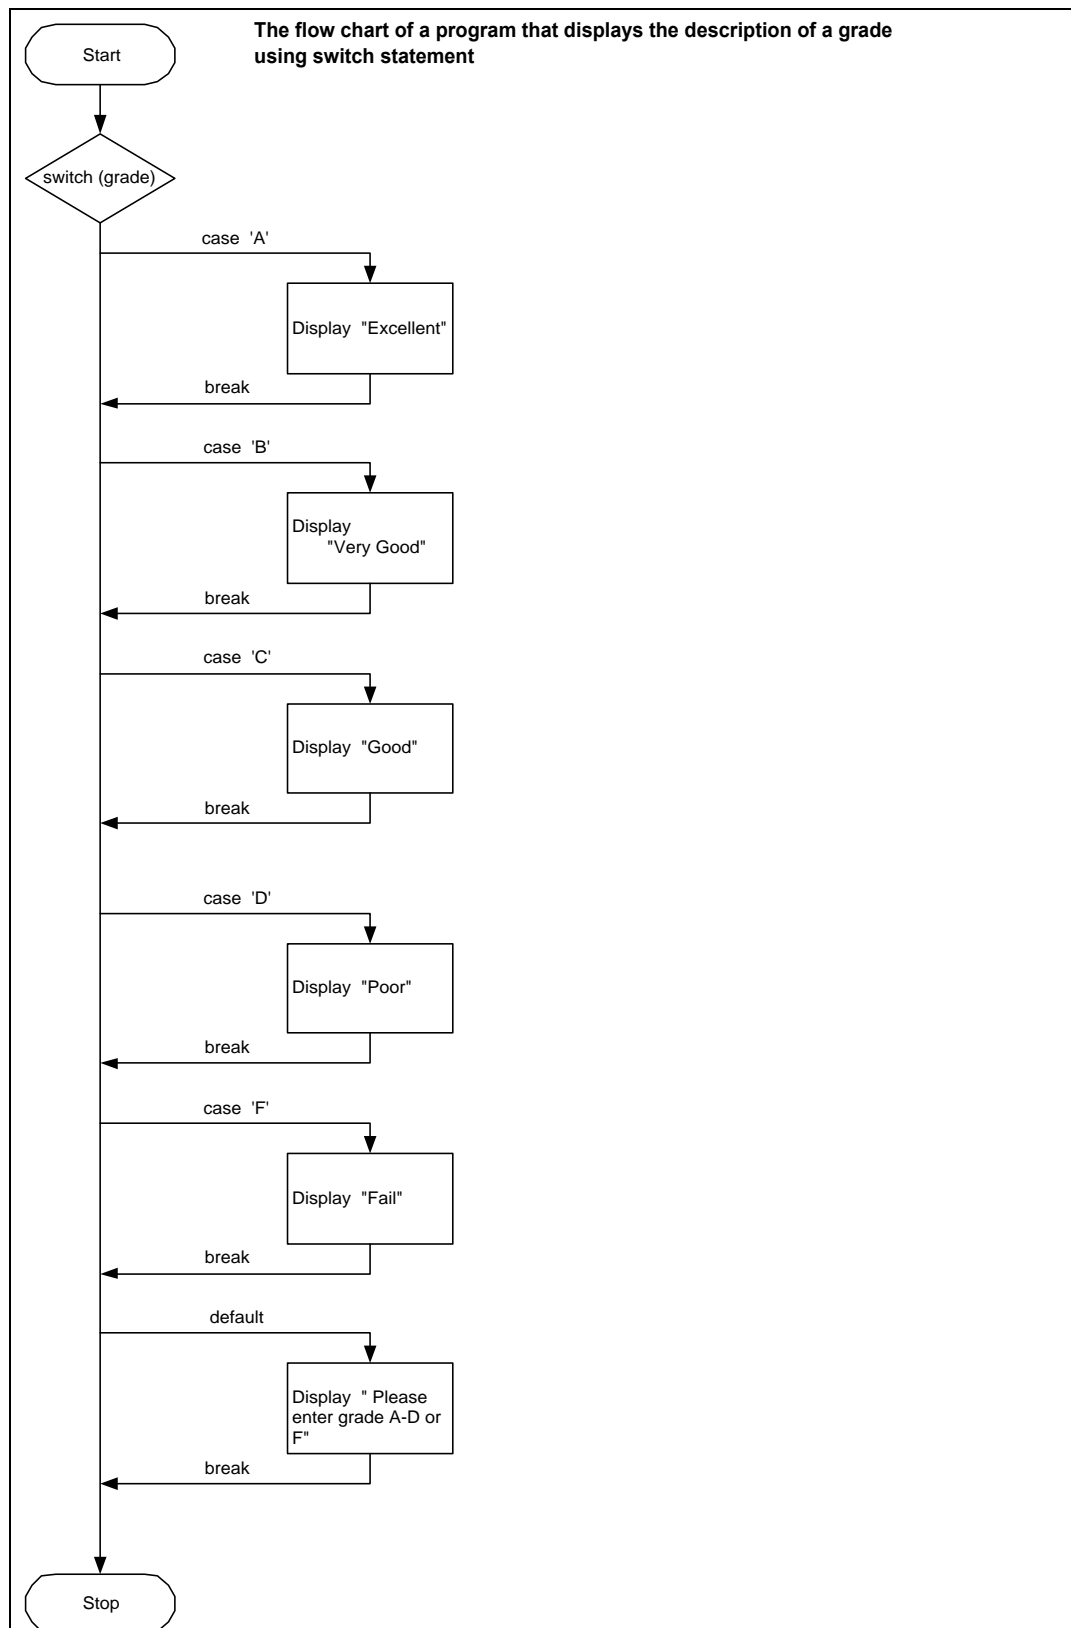 The flow chart of a program that displays the description of a grade
using switch statement
Start
switch (grade)
case 'A'
Display "Excellent"
break
case 'B'
Display
"Very Good"
break
case 'C'
Display "Good"
break
case 'D'
Display "Poor"
break
case 'F'
Display "Fail"
break
default
Display " Please
enter grade A-D or
F"
break
Stop